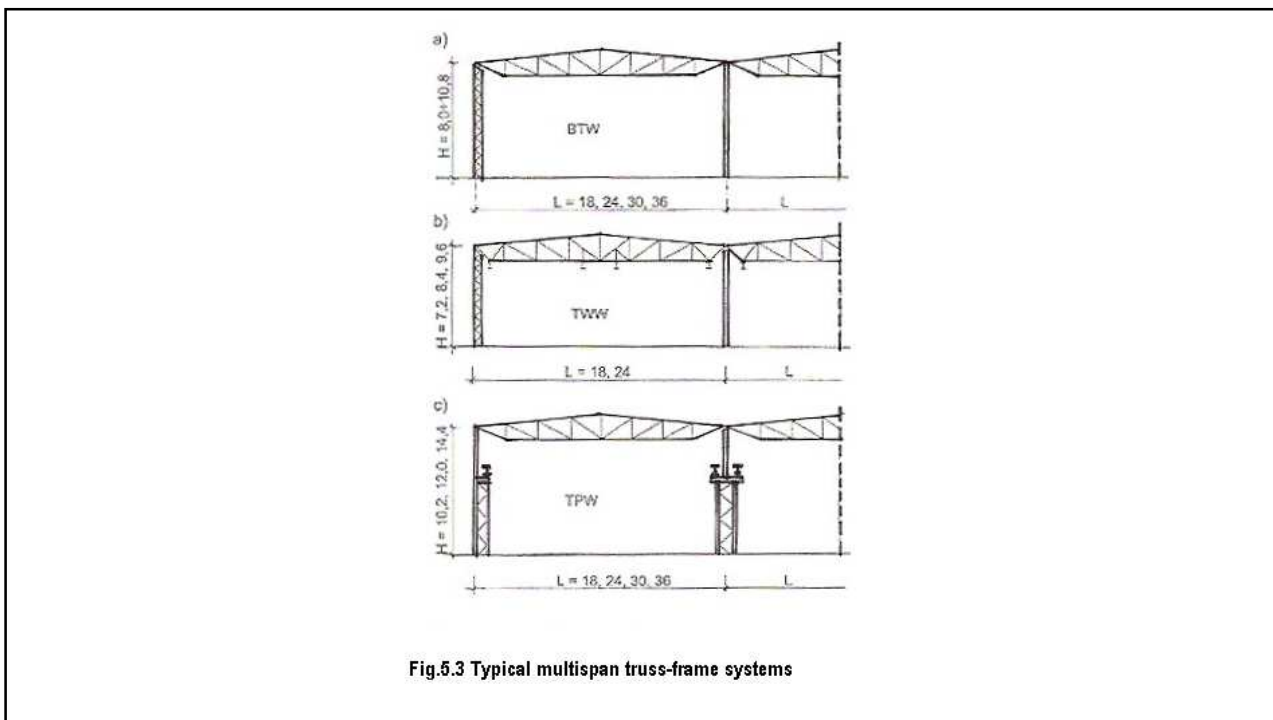 a)
H = 8,0÷10,8
BTW
L = 18, 24, 30, 36
L
b)
H = 7,2, 8,4, 9,6
TWW
L = 18, 24
L
c)
H = 10,2, 12,0, 14,4
TPW
L = 18, 24, 30, 36
L
Fig.5.3 Typical multispan truss-frame systems